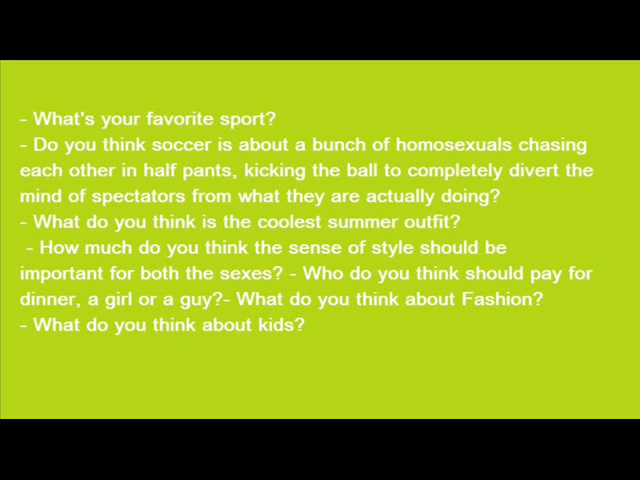 - What's your favorite sport?
- Do you think soccer is about a bunch of homosexuals chasing
each other in half pants, kicking the ball to completely divert the
mind of spectators from what they are actually doing?
- What do you think is the coolest summer outfit?
- How much do you think the sense of style should be
important for both the sexes? - Who do you think should pay for
dinner, a girl or a guy?- What do you think about Fashion?
- What do you think about kids?